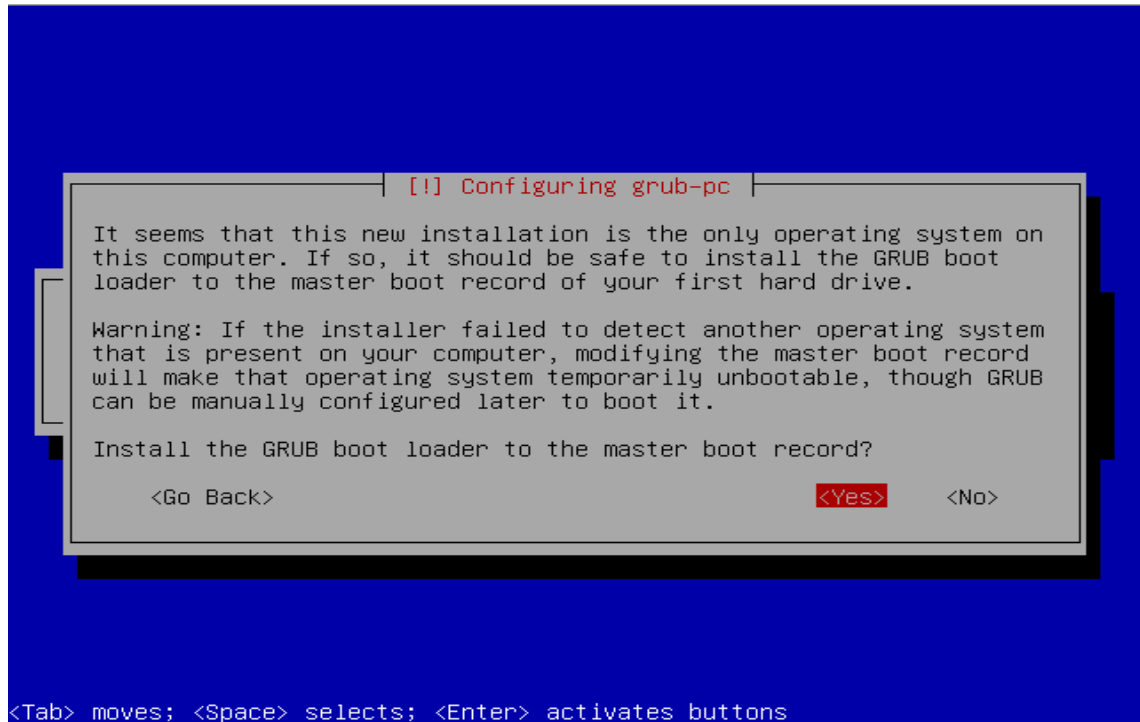 [!] Configuring grub-pc
It seems that this new installation is the only operating system on
this computer. If so, it should be safe to install the GRUB boot
loader to the master boot record of your first hard drive.
Warning: If the installer failed to detect another operating system
that is present on your computer, modifying the master boot record
will make that operating system temporarily unbootable, though GRUB
can be manually configured later to boot it.
Install the GRUB boot loader to the master boot record?
<Go Back> <Yes> <No>
<Tab> moves; <Space> selects; <Enter> activates buttons